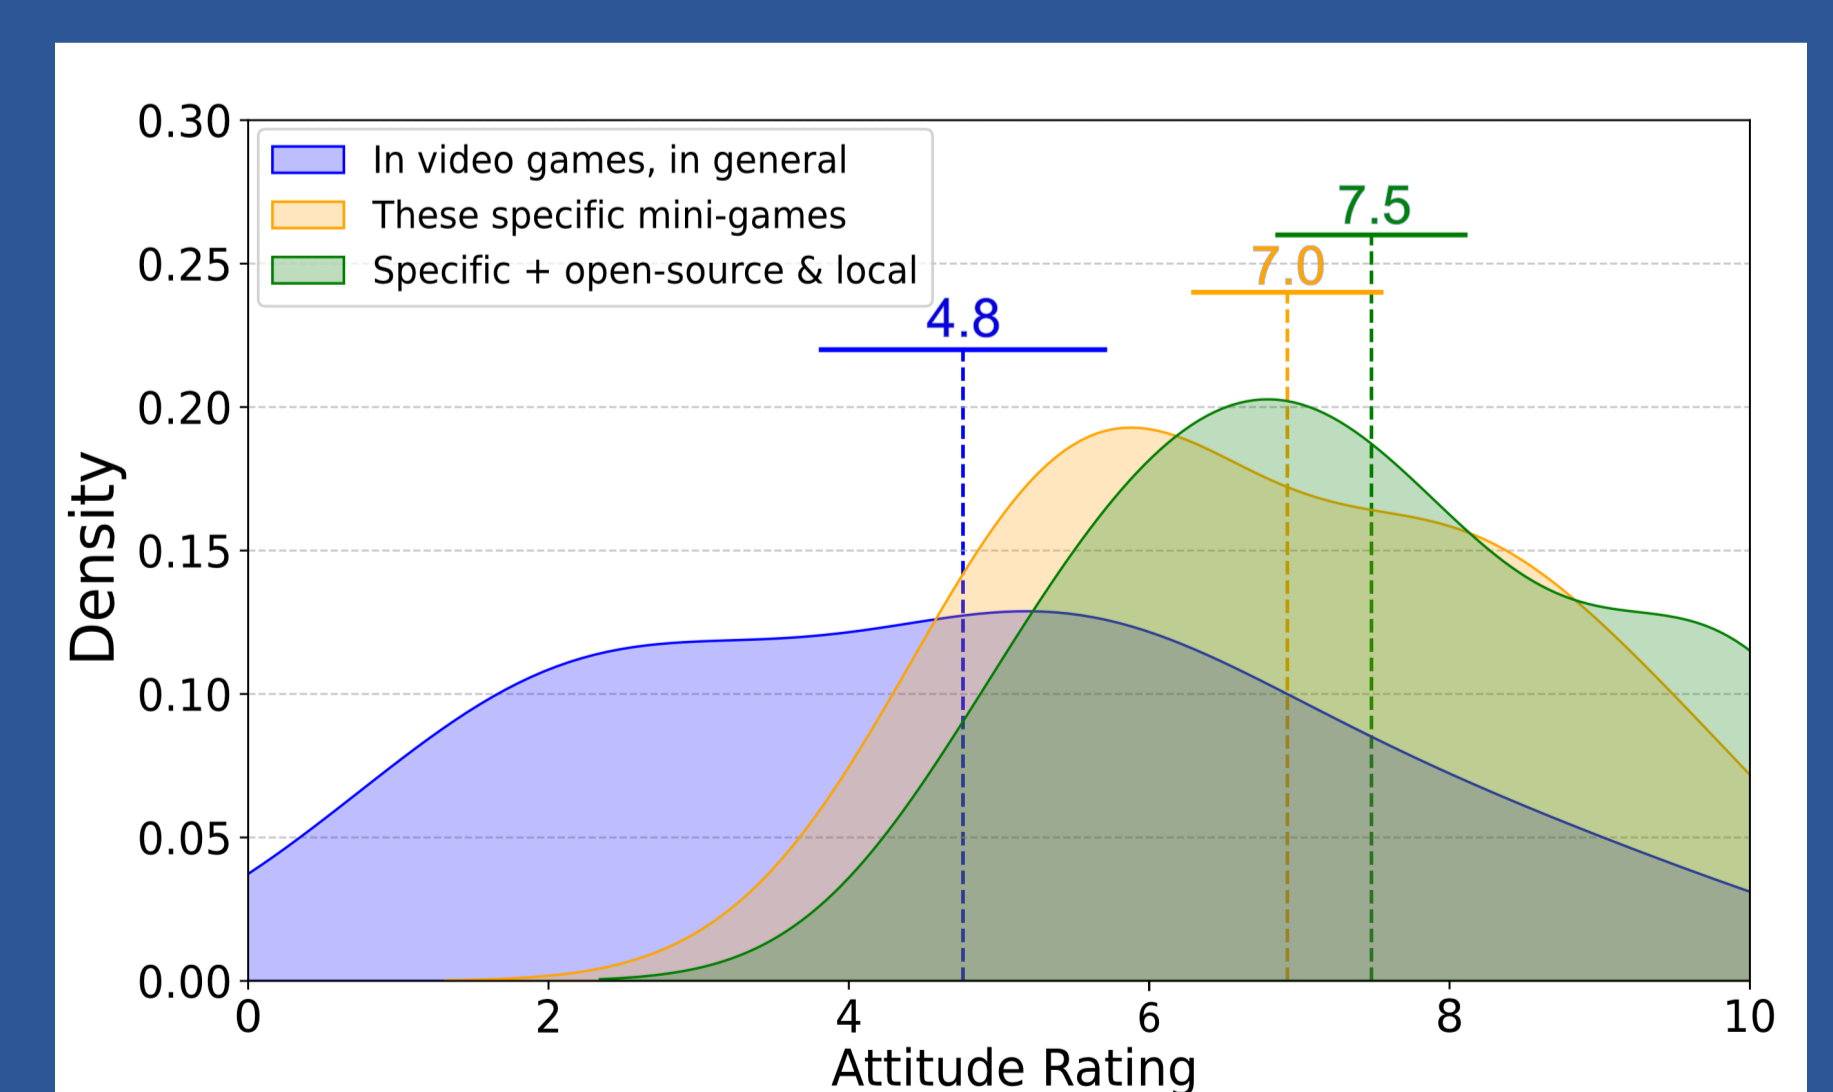 0.30
In video games, in general
These specific mini-games
Specific + open-source & local
7.5
7.0
4.8
0.25
0.20
0.15
0.10
0.05
0.00
Density
0 2 4 6 8 10
Attitude Rating